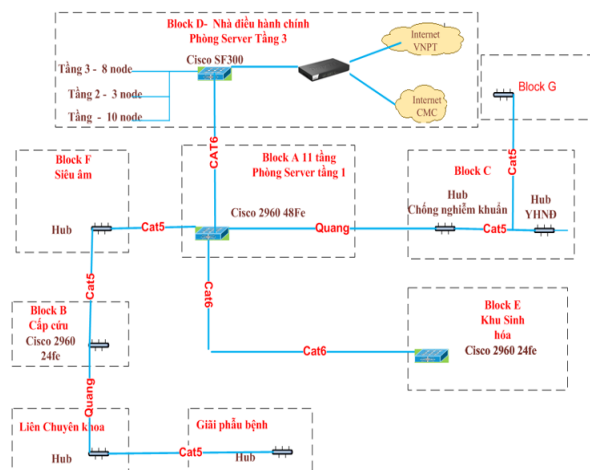 Block D- Nhà điều hành chính
Phòng Server Tầng 3
Internet
VNPT
Cisco SF300
Tầng 3 - 8 node
Tầng 2 - 3 node
Tầng - 10 node
Internet
CMC
Block G
CAT6
Cat5
Block F
Siêu âm
Block A 11 tầng
Phòng Server tầng 1
Block C
Hub
Chống nghiễm khuẩn
Hub
YHNĐ
Cisco 2960 48Fe
Hub
Cat5
Quang
Cat5
Cat5
Cat6
Block B
Cấp cứu
Cisco 2960
24fe
Block E
Khu Sinh
hóa
Cisco 2960 24fe
Cat6
Quang
Liên Chuyên khoa
Giãi phẫu bệnh
Hub
Cat5
Hub